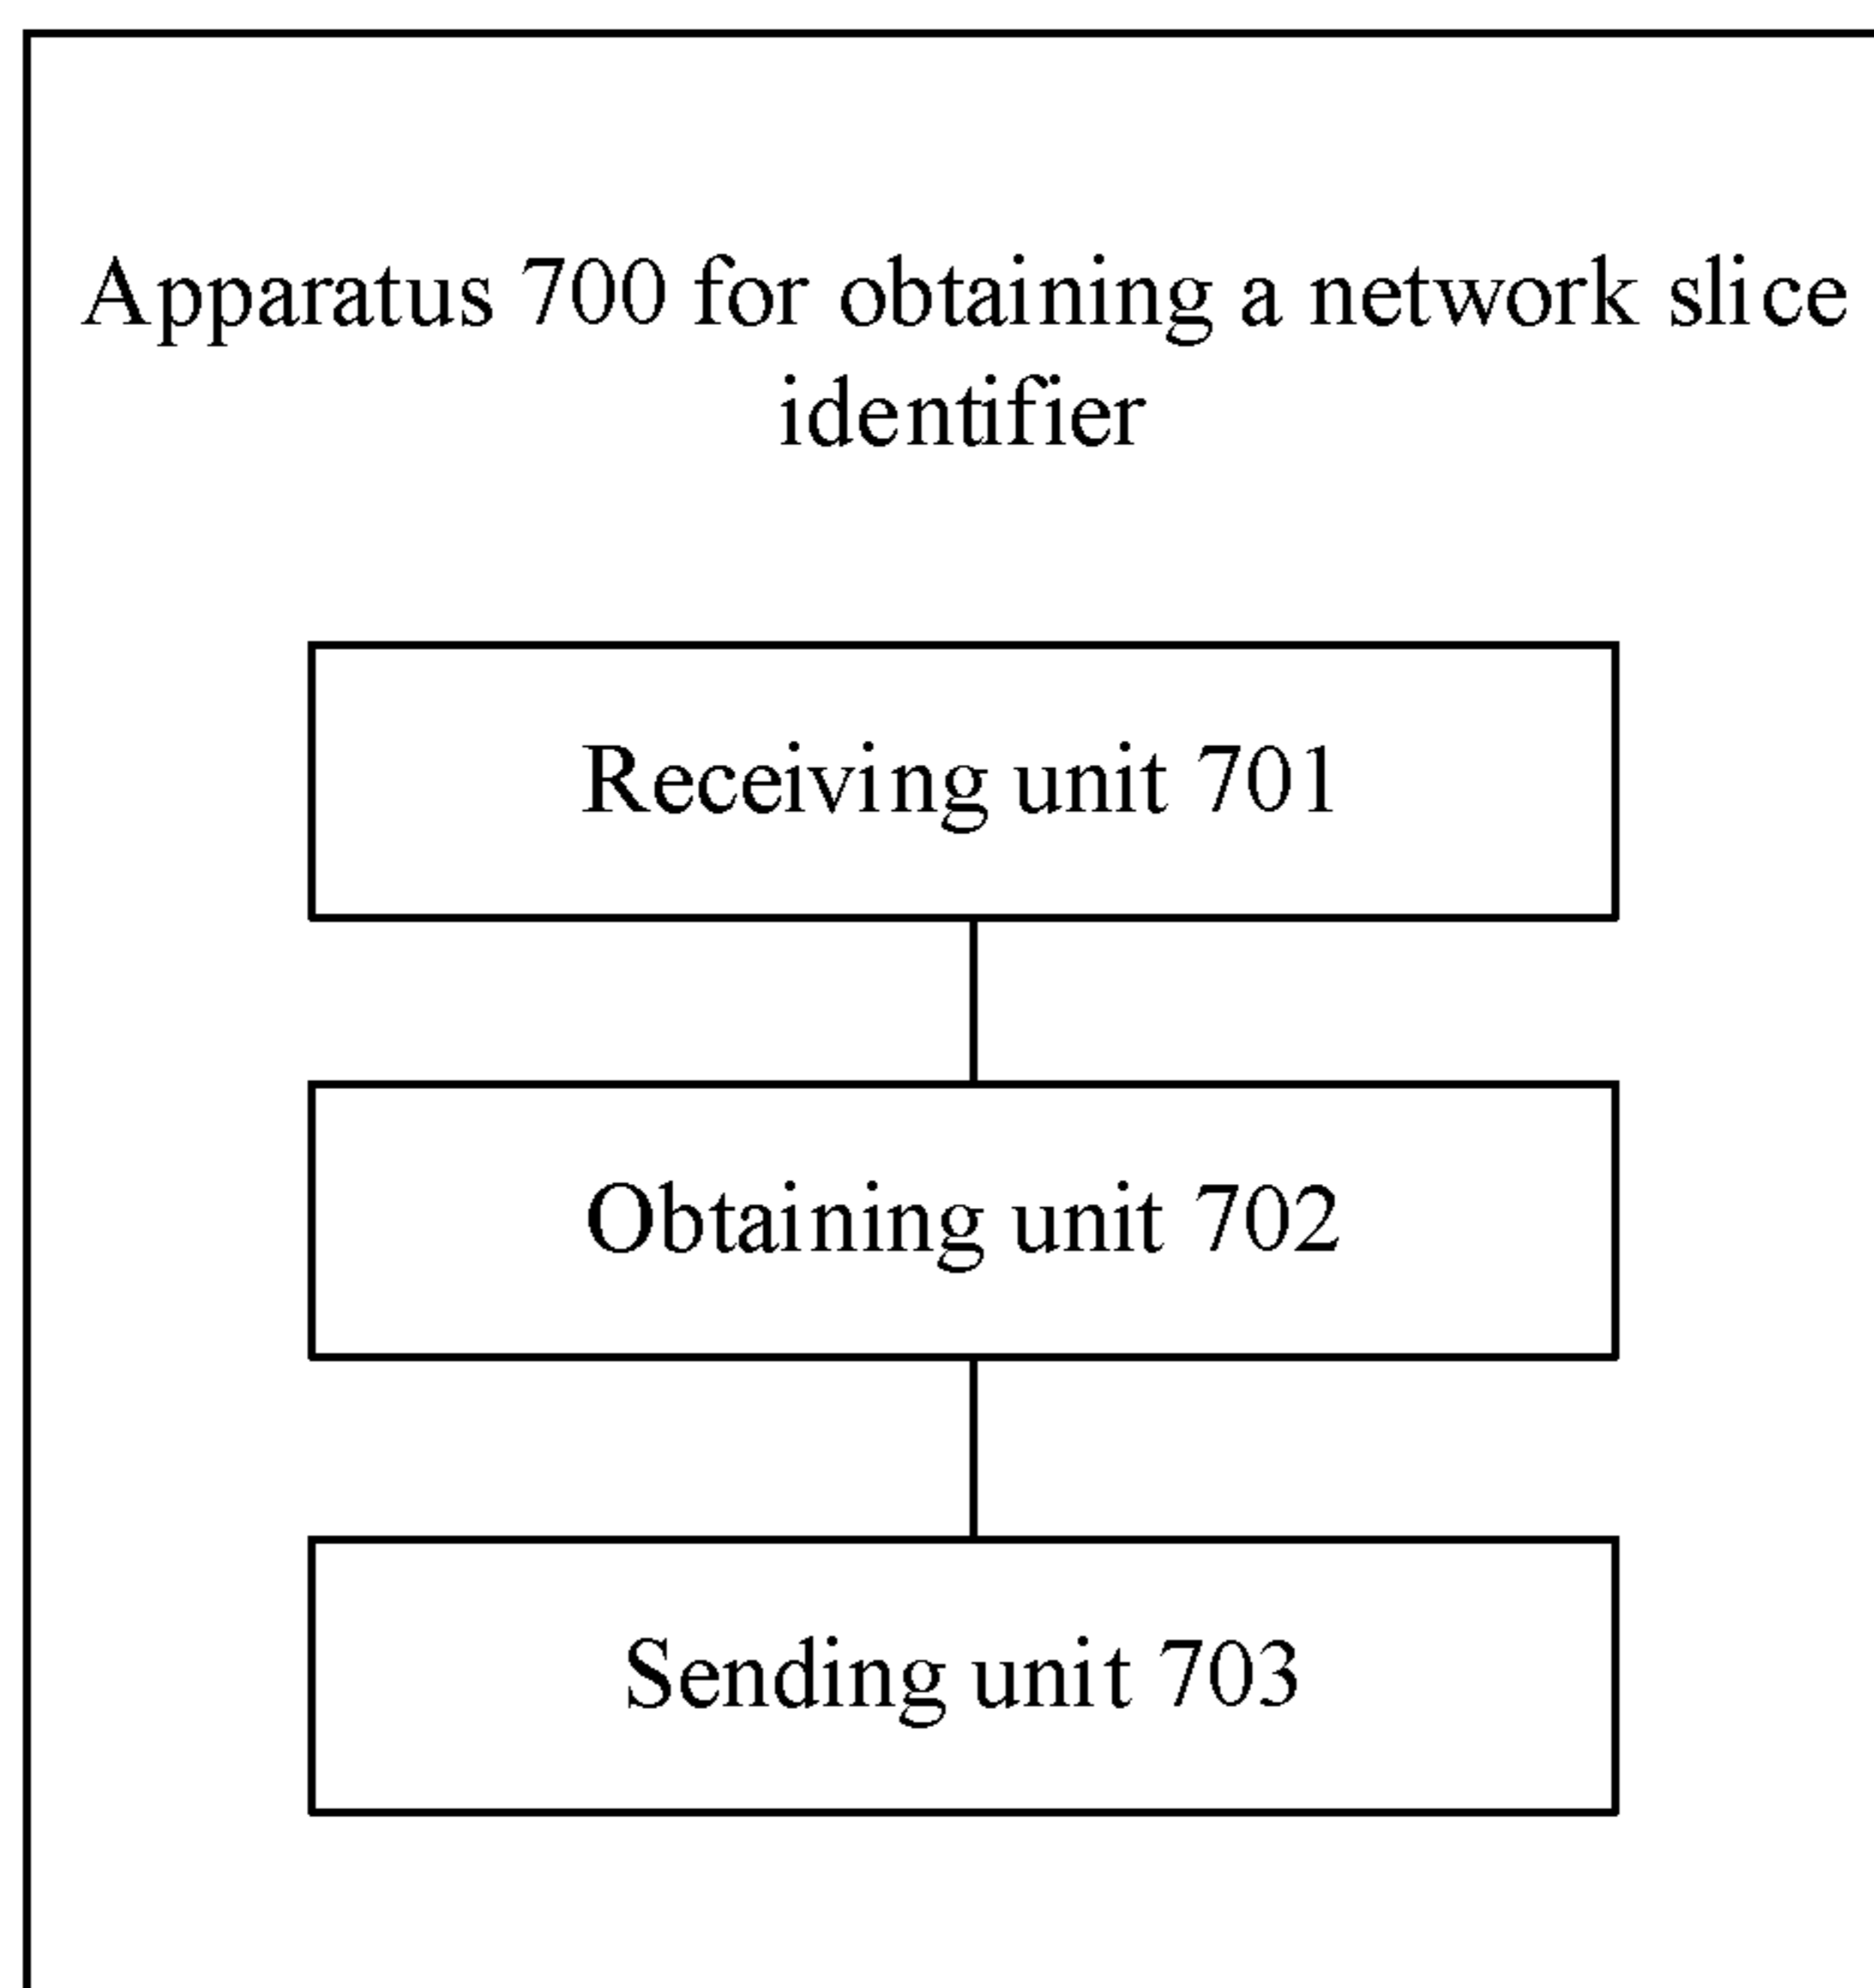 Apparatus 700 for obtaining a network slice
identifier
Receiving unit 701
Obtaining unit 702
Sending unit 703